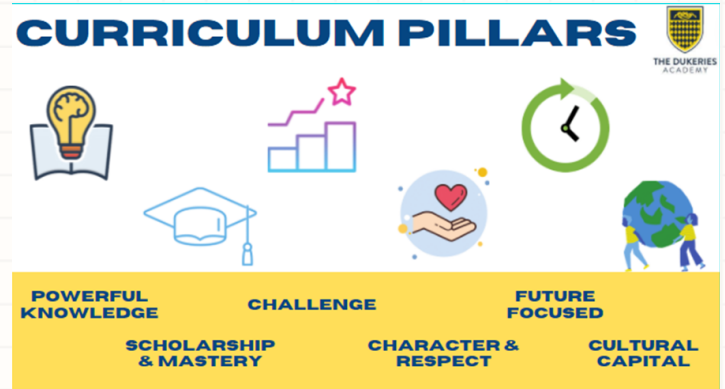 CURRICULUM PILLARS
THE DUKERIES
ACADEMY
POWERFUL
KNOWLEDGE
CHALLENGE
FUTURE
FOCUSED
SCHOLARSHIP
& MASTERY
CHARACTER &
RESPECT
CULTURAL
CAPITAL